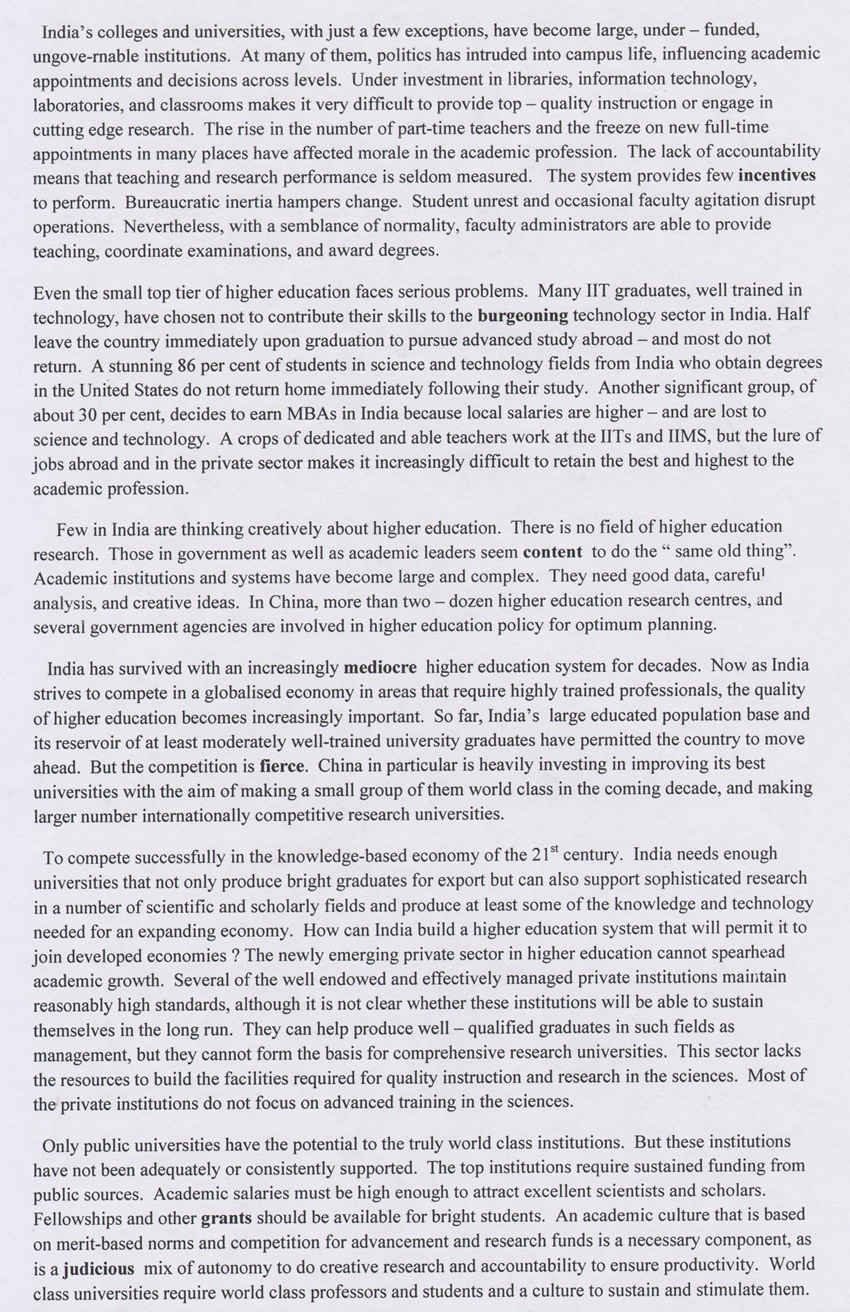 India's colleges and universities, with just a few exceptions, have become large, under – funded,
ungove-rnable institutions. At many of them, politics has intruded into campus life, influencing academic
appointments and decisions across levels. Under investment in libraries, information technology,
laboratories, and classrooms makes it very difficult to provide top – quality instruction or engage in
cutting edge research. The rise in the number of part-time teachers and the freeze on new full-time
appointments in many places have affected morale in the academic profession. The lack of accountability
means that teaching and research performance is seldom measured. The system provides few incentives
to perform. Bureaucratic inertia hampers change. Student unrest and occasional faculty agitation disrupt
operations. Nevertheless, with a semblance of normality, faculty administrators are able to provide
teaching, coordinate examinations, and award degrees.
Even the small top tier of higher education faces serious problems. Many IIT graduates, well trained in
technology, have chosen not to contribute their skills to the burgeoning technology sector in India. Half
leave the country immediately upon graduation to pursue advanced study abroad – and most do not
return. A stunning 86 per cent of students in science and technology fields from India who obtain degrees
in the United States do not return home immediately following their study. Another significant group, of
about 30 per cent, decides to earn MBAs in India because local salaries are higher – and are lost to
science and technology. A crops of dedicated and able teachers work at the IITs and IIMS, but the lure of
jobs abroad and in the private sector makes it increasingly difficult to retain the best and highest to the
academic profession.
Few in India are thinking creatively about higher education. There is no field of higher education
research. Those in government as well as academic leaders seem content to do the “ same old thing”.
Academic institutions and systems have become large and complex. They need good data, careful
analysis, and creative ideas. In China, more than two – dozen higher education research centres, and
several government agencies are involved in higher education policy for optimum planning.
India has survived with an increasingly mediocre higher education system for decades. Now as India
strives to compete in a globalised economy in areas that require highly trained professionals, the quality
of higher education becomes increasingly important. So far, India's large educated population base and
its reservoir of at least moderately well-trained university graduates have permitted the country to move
ahead. But the competition is fierce. China in particular is heavily investing in improving its best
universities with the aim of making a small group of them world class in the coming decade, and making
larger number internationally competitive research universities.
To compete successfully in the knowledge-based economy of the 21st century. India needs enough
universities that not only produce bright graduates for export but can also support sophisticated research
in a number of scientific and scholarly fields and produce at least some of the knowledge and technology
needed for an expanding economy. How can India build a higher education system that will permit it to
join developed economies ? The newly emerging private sector in higher education cannot spearhead
academic growth. Several of the well endowed and effectively managed private institutions maintain
reasonably high standards, although it is not clear whether these institutions will be able to sustain
themselves in the long run. They can help produce well – qualified graduates in such fields as
management, but they cannot form the basis for comprehensive research universities. This sector lacks
the resources to build the facilities required for quality instruction and research in the sciences. Most of
the private institutions do not focus on advanced training in the sciences.
Only public universities have the potential to the truly world class institutions. But these institutions
have not been adequately or consistently supported. The top institutions require sustained funding from
public sources. Academic salaries must be high enough to attract excellent scientists and scholars.
Fellowships and other grants should be available for bright students. An academic culture that is based
on merit-based norms and competition for advancement and research funds is a necessary component, as
is a judicious mix of autonomy to do creative research and accountability to ensure productivity. World
class universities require world class professors and students and a culture to sustain and stimulate them.